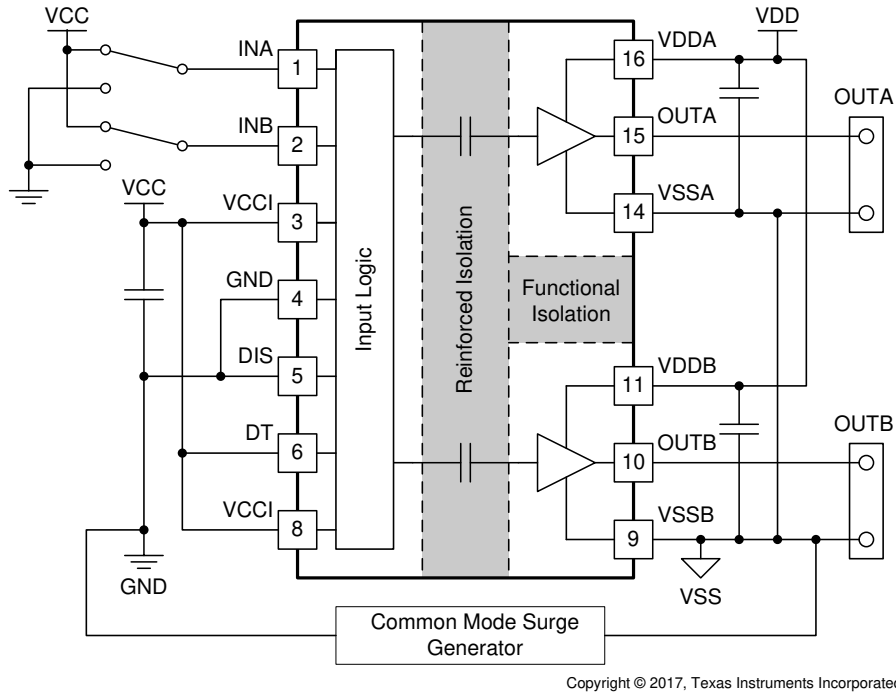 VCC
INA
1
INB
2
VCC
VCCI
3
GND
4
DIS
5
DT
6
VCCI
8
GND
Input Logic
Reinforced Isolation
Functional
Isolation
16
VDDA
VDD
15
OUTA
OUTA
14
VSSA
11
VDDB
10
OUTB
OUTB
9
VSSB
VSS
Common Mode Surge
Generator
Copyright © 2017, Texas Instruments Incorporated